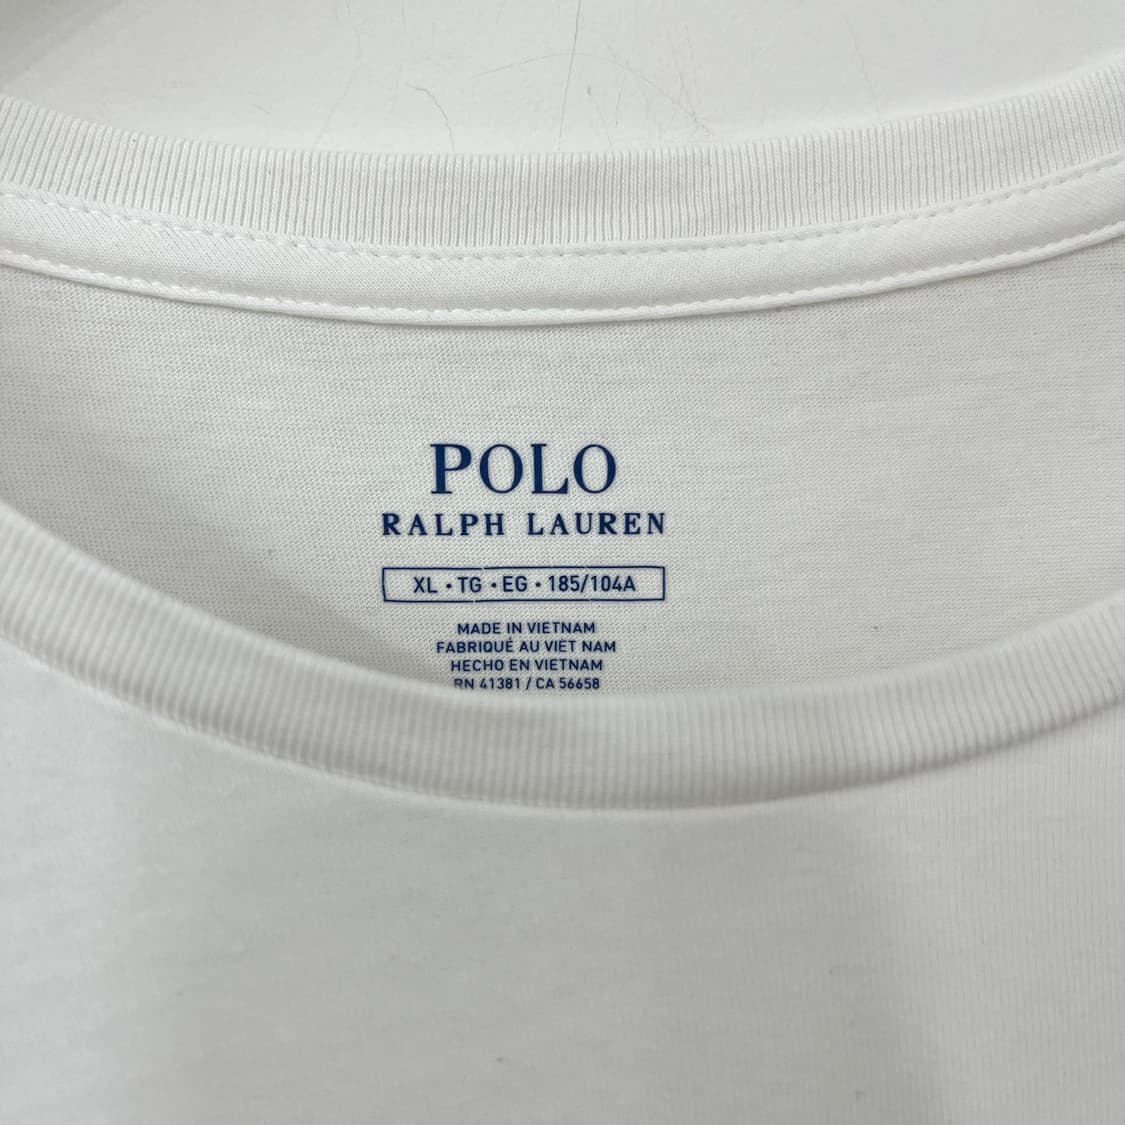 POLO
RALPH LAUREN
XL • TG • EG • 185/104A
MADE IN VIETNAM
FABRIQUÉ AU VIET NAM
HECHO EN VIETNAM
RN 41381 / CA 56658